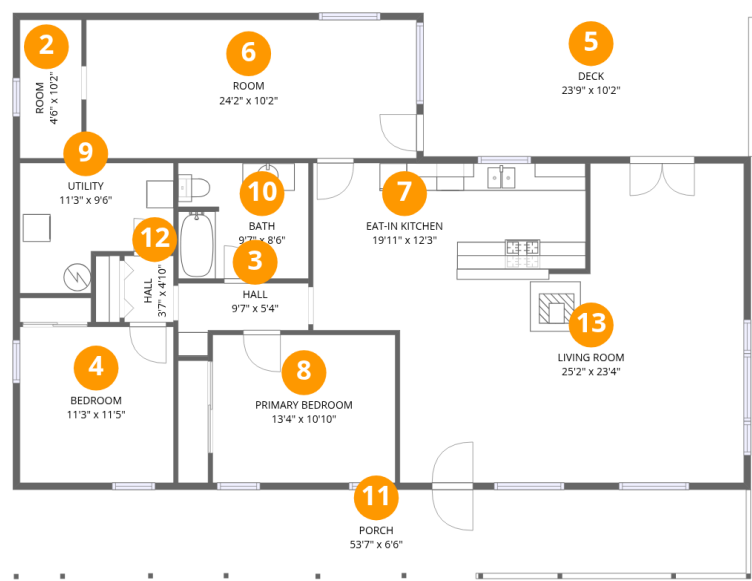 2
ROOM
4'6" x 10'2"
6
ROOM
24'2" x 10'2"
5
DECK
23'9" x 10'2"
9
UTILITY
11'3" x 9'6"
10
BATH
9'7" x 8'6"
7
EAT-IN KITCHEN
19'11" x 12'3"
12
HALL
3'7" x 4'10"
3
HALL
9'7" x 5'4"
13
LIVING ROOM
25'2" x 23'4"
4
BEDROOM
11'3" x 11'5"
8
PRIMARY BEDROOM
13'4" x 10'10"
11
PORCH
53'7" x 6'6"